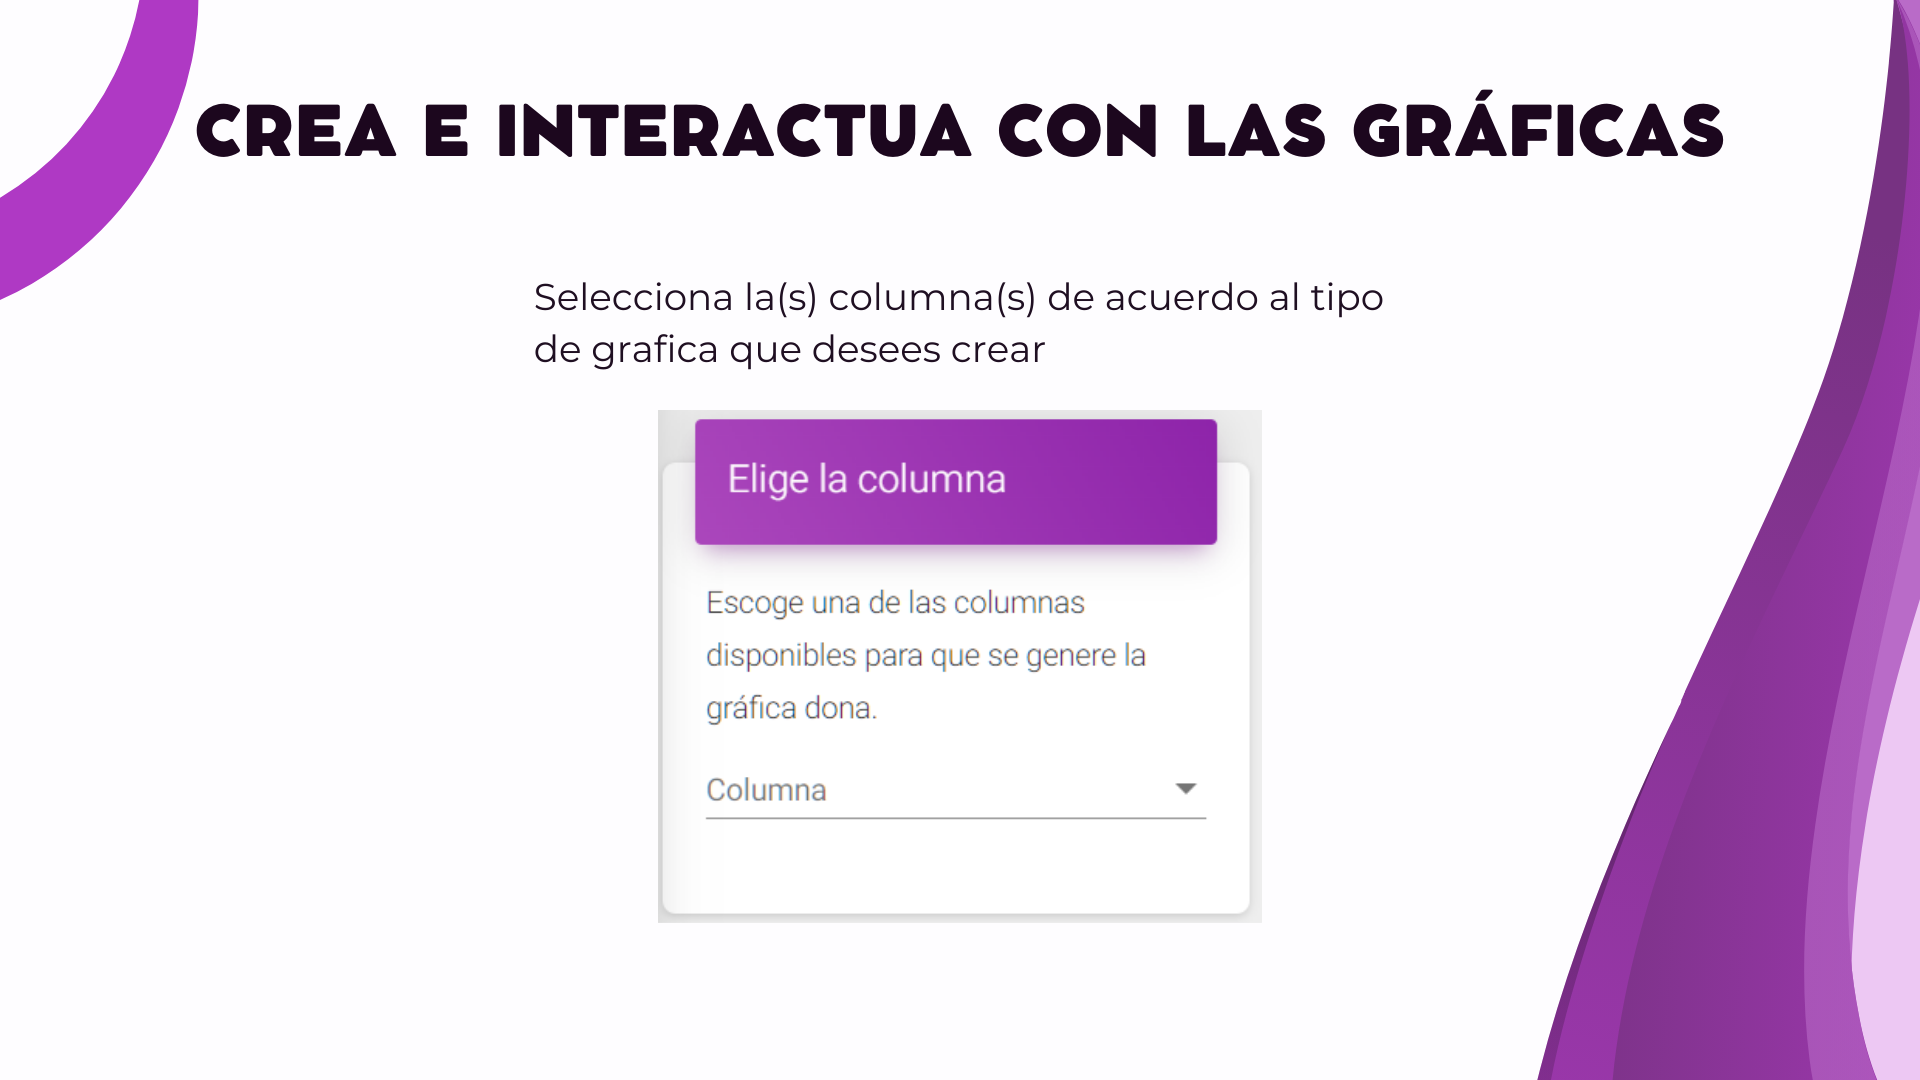 CREA E INTERACTUA CON LAS GRÁFICAS
Selecciona la(s) columna(s) de acuerdo al tipo
de grafica que desees crear
Elige la columna
Escoge una de las columnas
disponibles para que se genere la
gráfica dona.
Columna